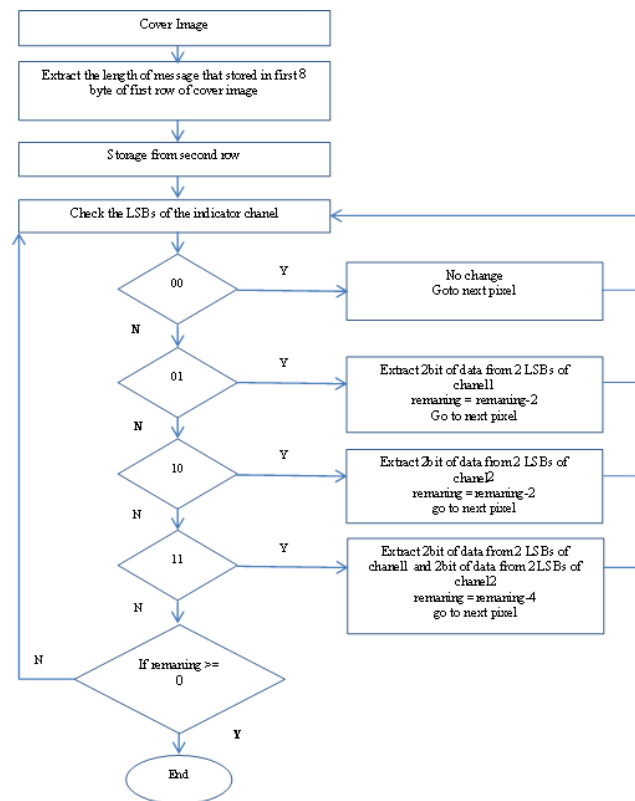 Cover Image
Extract the length of message that stored in first 8
byte of first row of cover image
Storage from second row
Check the LSBs of the indicator chanel
00
Y
No change
Goto next pixel
N
01
Y
Extract 2bit of data from 2 LSBs of
chanel1
remaning = remaning-2
Go to next pixel
N
10
Y
Extract 2bit of data from 2 LSBs of
chanel2
remaning = remaning-2
go to next pixel
N
11
Y
Extract 2bit of data from 2 LSBs of
chanel1 and 2bit of data from 2 LSBs of
chanel2
remaning = remaning-4
go to next pixel
N
N
If remaning >=
0
Y
End